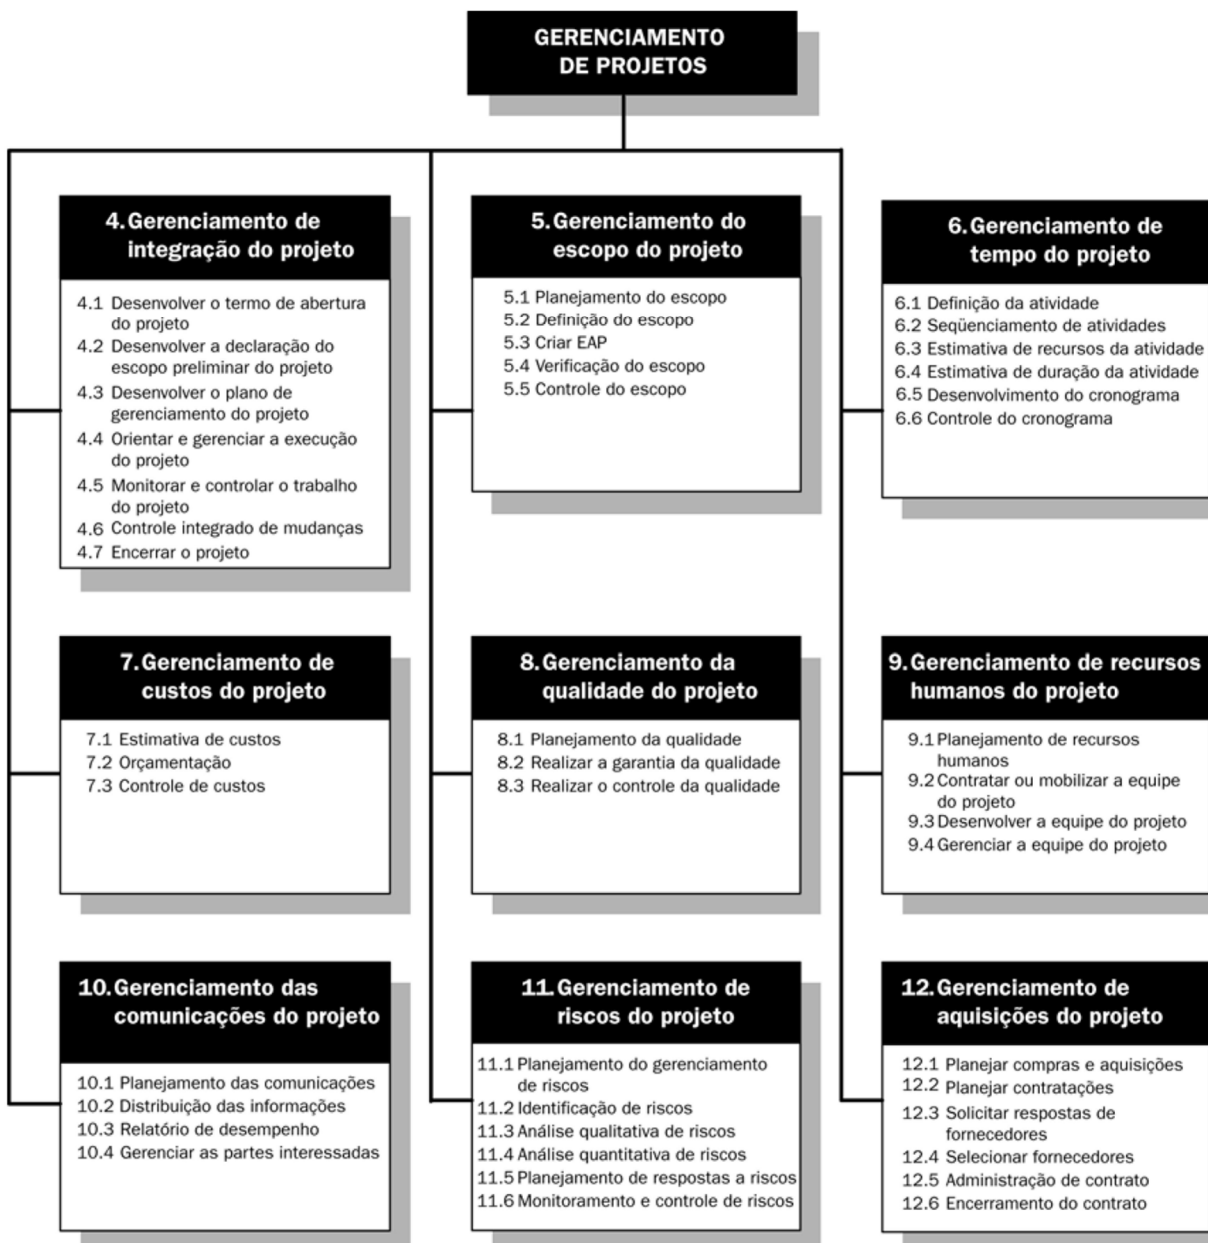 GERENCIAMENTO
DE PROJETOS
4. Gerenciamento de
integração do projeto
4.1 Desenvolver o termo de abertura
do projeto
4.2 Desenvolver a declaração do
escopo preliminar do projeto
4.3 Desenvolver o plano de
gerenciamento do projeto
4.4 Orientar e gerenciar a execução
do projeto
4.5 Monitorar e controlar o trabalho
do projeto
4.6 Controle integrado de mudanças
4.7 Encerrar o projeto
5. Gerenciamento do
escopo do projeto
5.1 Planejamento do escopo
5.2 Definição do escopo
5.3 Criar EAP
5.4 Verificação do escopo
5.5 Controle do escopo
6. Gerenciamento de
tempo do projeto
6.1 Definição da atividade
6.2 Seqüenciamento de atividades
6.3 Estimativa de recursos da atividade
6.4 Estimativa de duração da atividade
6.5 Desenvolvimento do cronograma
6.6 Controle do cronograma
7. Gerenciamento de
custos do projeto
7.1 Estimativa de custos
7.2 Orçamentação
7.3 Controle de custos
8. Gerenciamento da
qualidade do projeto
8.1 Planejamento da qualidade
8.2 Realizar a garantia da qualidade
8.3 Realizar o controle da qualidade
9. Gerenciamento de recursos
humanos do projeto
9.1 Planejamento de recursos
humanos
9.2 Contratar ou mobilizar a equipe
do projeto
9.3 Desenvolver a equipe do projeto
9.4 Gerenciar a equipe do projeto
10. Gerenciamento das
comunicações do projeto
10.1 Planejamento das comunicações
10.2 Distribuição das informações
10.3 Relatório de desempenho
10.4 Gerenciar as partes interessadas
11. Gerenciamento de
riscos do projeto
11.1 Planejamento do gerenciamento
de riscos
11.2 Identificação de riscos
11.3 Análise qualitativa de riscos
11.4 Análise quantitativa de riscos
11.5 Planejamento de respostas a riscos
11.6 Monitoramento e controle de riscos
12. Gerenciamento de
aquisições do projeto
12.1 Planejar compras e aquisições
12.2 Planejar contratações
12.3 Solicitar respostas de
fornecedores
12.4 Selecionar fornecedores
12.5 Administração de contrato
12.6 Encerramento do contrato